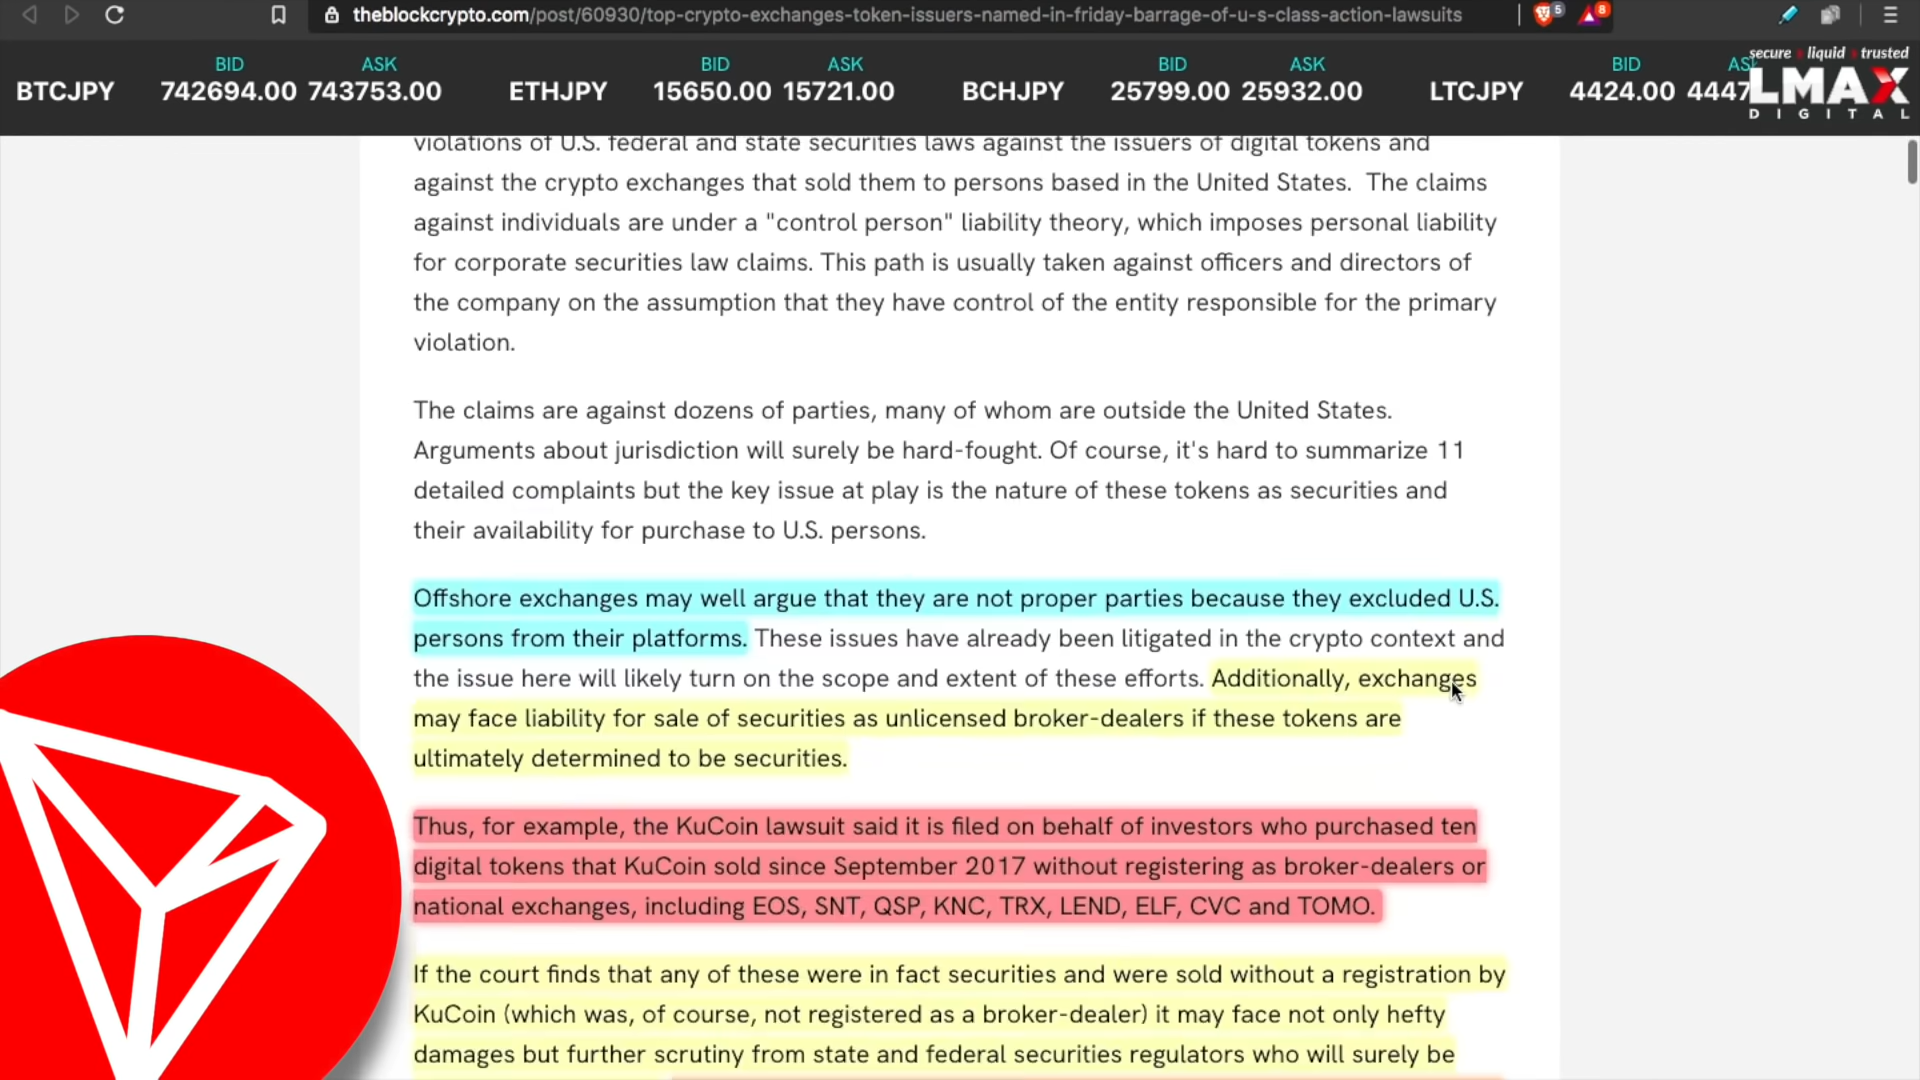 theblockcrypto.com/post/60930/top-crypto-exchanges-token-issuers-named-in-friday-barrage-of-u-s-class-action-lawsuits
5
8
BID ASK BID ASK BID ASK BID
BTCJPY 742694.00 743753.00 ETHJPY 15650.00 15721.00 BCHJPY 25799.00 25932.00 LTCJPY 4424.00 4447
secure liquid trusted
LMAX
DIGITAL
violations of U.S. federal and state securities laws against the issuers of digital tokens and
against the crypto exchanges that sold them to persons based in the United States. The claims
against individuals are under a "control person" liability theory, which imposes personal liability
for corporate securities law claims. This path is usually taken against officers and directors of
the company on the assumption that they have control of the entity responsible for the primary
violation.
The claims are against dozens of parties, many of whom are outside the United States.
Arguments about jurisdiction will surely be hard-fought. Of course, it's hard to summarize 11
detailed complaints but the key issue at play is the nature of these tokens as securities and
their availability for purchase to U.S. persons.
Offshore exchanges may well argue that they are not proper parties because they excluded U.S.
persons from their platforms. These issues have already been litigated in the crypto context and
the issue here will likely turn on the scope and extent of these efforts. Additionally, exchanges
may face liability for sale of securities as unlicensed broker-dealers if these tokens are
ultimately determined to be securities.
Thus, for example, the KuCoin lawsuit said it is filed on behalf of investors who purchased ten
digital tokens that KuCoin sold since September 2017 without registering as broker-dealers or
national exchanges, including EOS, SNT, QSP, KNC, TRX, LEND, ELF, CVC and TOMO.
If the court finds that any of these were in fact securities and were sold without a registration by
KuCoin (which was, of course, not registered as a broker-dealer) it may face not only hefty
damages but further scrutiny from state and federal securities regulators who will surely be